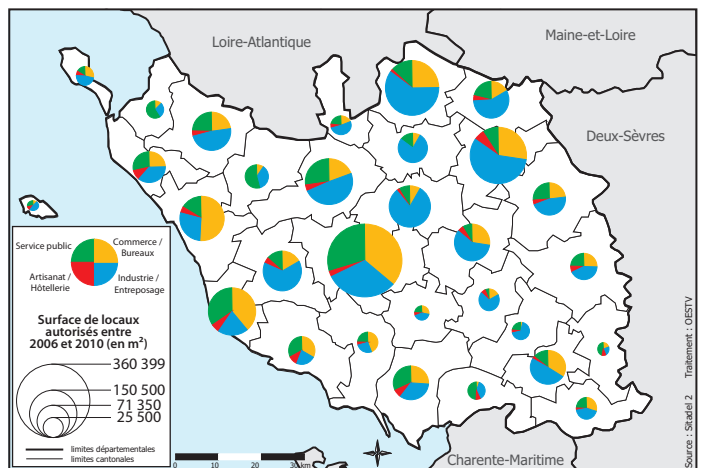 Loire-Atlantique
Maine-et-Loire
Deux-Sèvres
Service public
Commerce /
Bureaux
Artisanat /
Hôtellerie
Industrie /
Entreposage
Surface de locaux
autorisés entre
2006 et 2010 (en m²)
360 399
150 500
71 350
25 500
limites départementales
limites cantonales
0 10 20 30 km
Charente-Maritime
Source : Sitadel 2 Traitement : OESTV